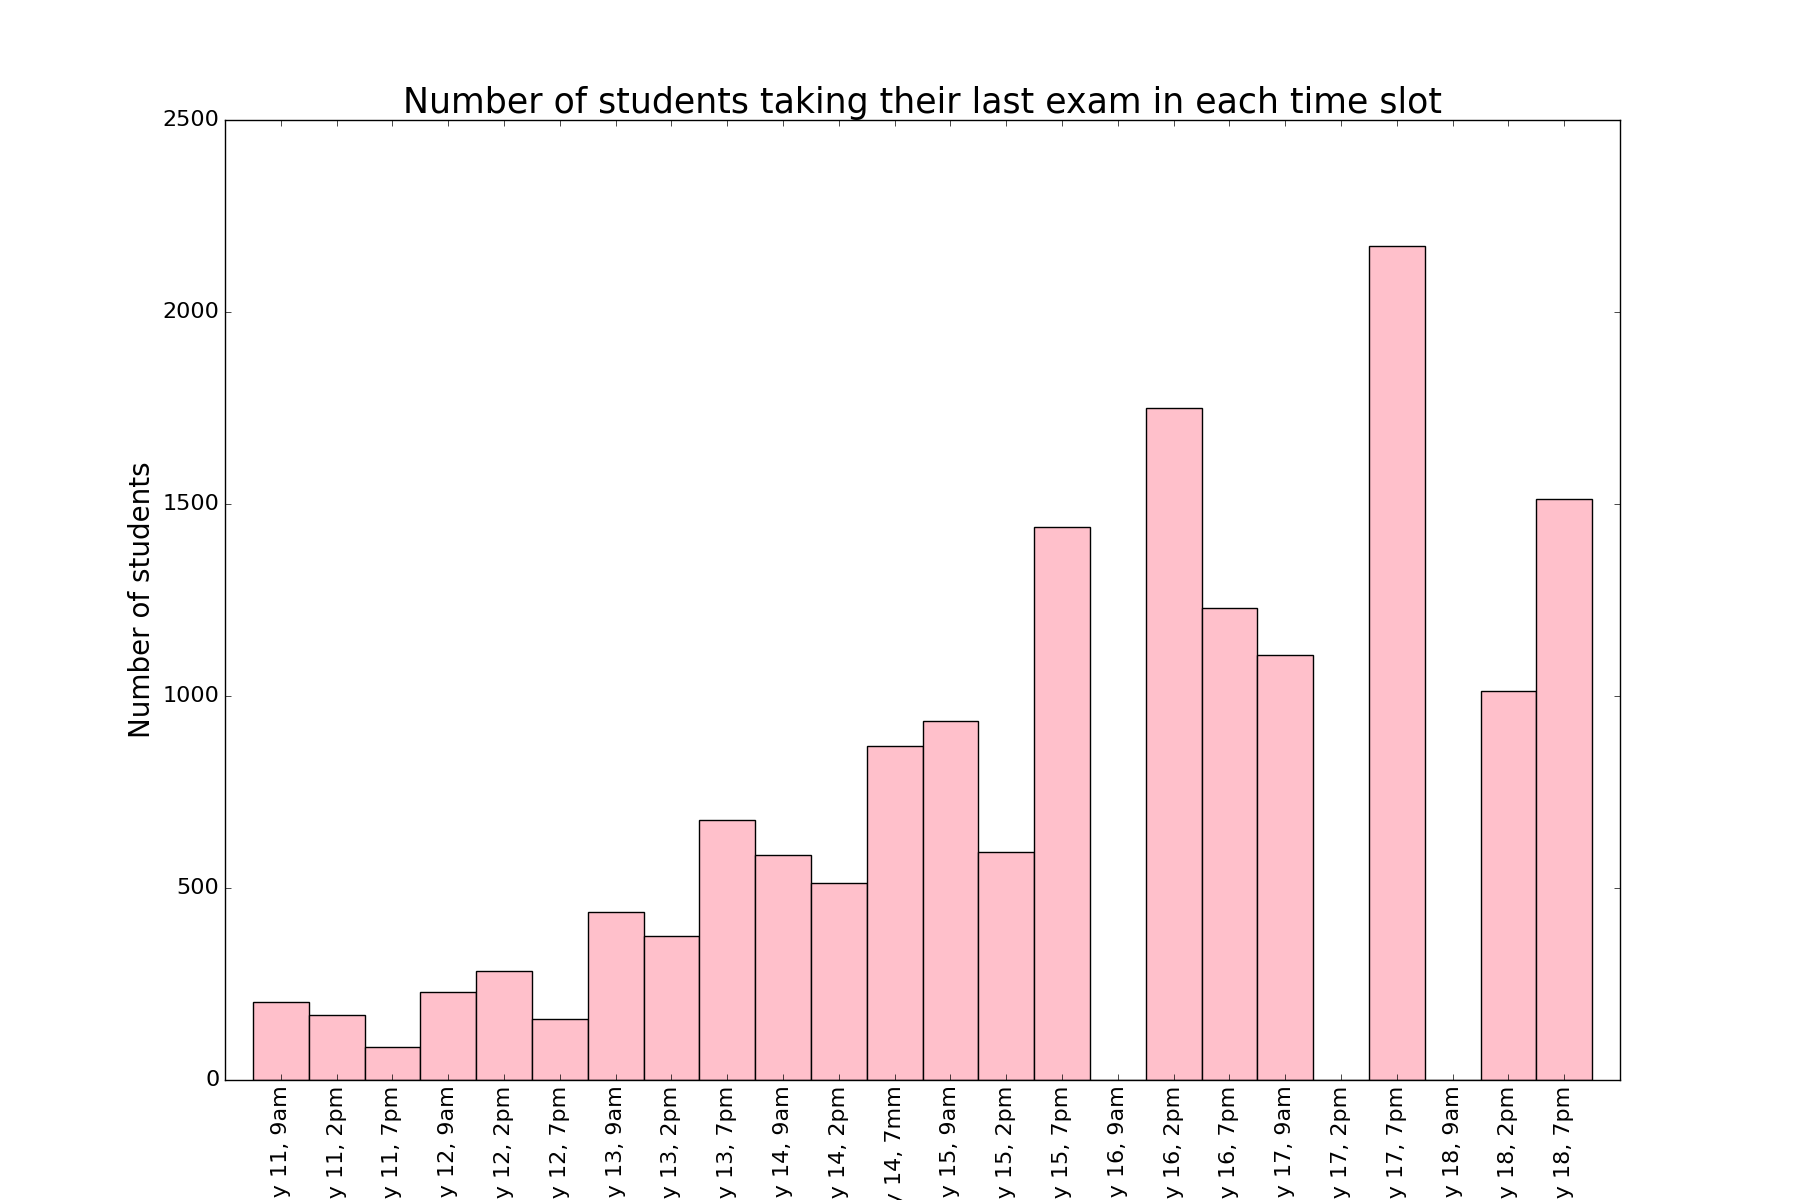 Number of students taking their last exam in each time slot
2500
2000
1500
1000
500
0
Number of students
y 11, 9am
y 11, 2pm
y 11, 7pm
y 12, 9am
y 12, 2pm
y 12, 7pm
y 13, 9am
y 13, 2pm
y 13, 7pm
y 14, 9am
y 14, 2pm
y 14, 7mm
y 15, 9am
y 15, 2pm
y 15, 7pm
y 16, 9am
y 16, 2pm
y 16, 7pm
y 17, 9am
y 17, 2pm
y 17, 7pm
y 18, 9am
y 18, 2pm
y 18, 7pm